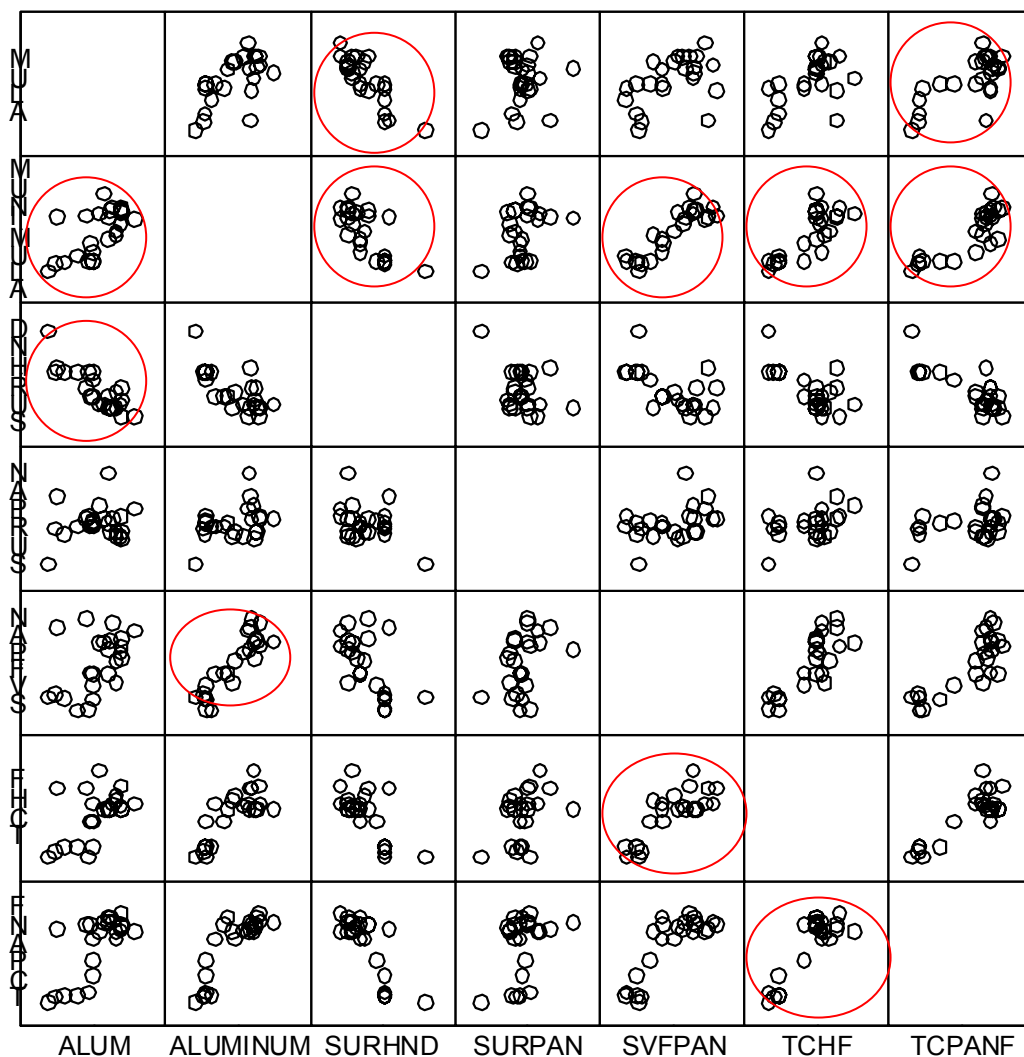 ALUM
ALUMINUM
SURHND
SURPAN
SVFPAN
TCHF
TCPANF
ALUM ALUMINUM SURHND SURPAN SVFPAN TCHF TCPANF